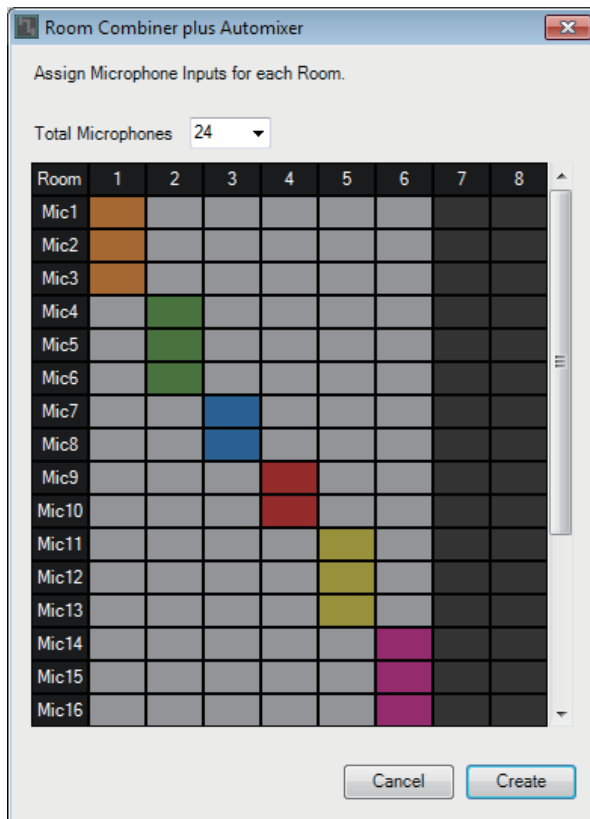 Room Combiner plus Automixer
Assign Microphone Inputs for each Room.
Total Microphones 24
Room 1 2 3 4 5 6 7 8
Mic1
Mic2
Mic3
Mic4
Mic5
Mic6
Mic7
Mic8
Mic9
Mic10
Mic11
Mic12
Mic13
Mic14
Mic15
Mic16
Cancel Create